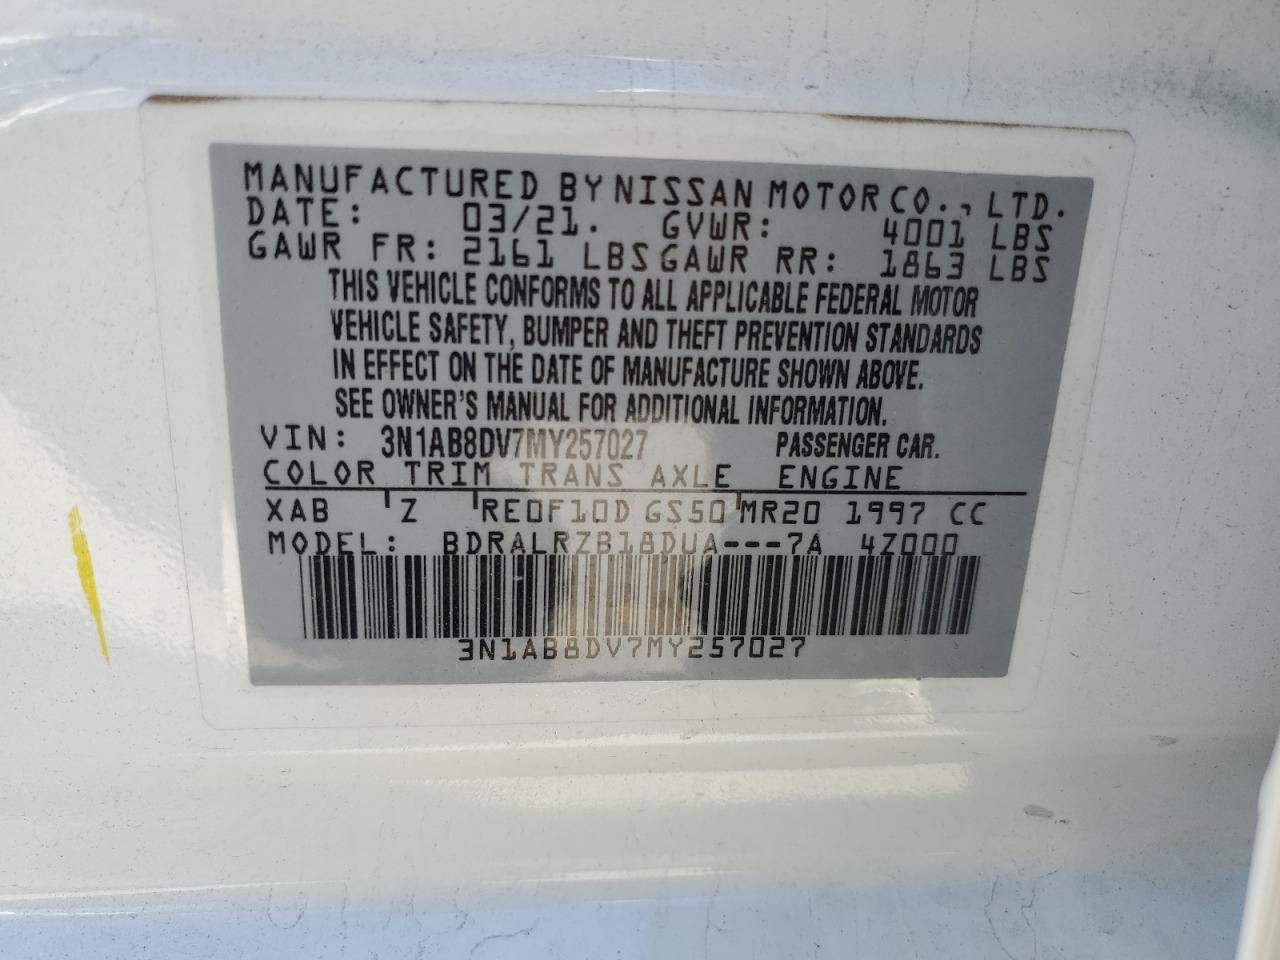 MANUFACTURED BY NISSAN MOTOR CO., LTD.
DATE: 03/21. GVWR: 4001 LBS
GAWR FR: 2161 LBS GAWR RR: 1863 LBS
THIS VEHICLE CONFORMS TO ALL APPLICABLE FEDERAL MOTOR
VEHICLE SAFETY, BUMPER AND THEFT PREVENTION STANDARDS
IN EFFECT ON THE DATE OF MANUFACTURE SHOWN ABOVE.
SEE OWNER'S MANUAL FOR ADDITIONAL INFORMATION.
VIN: 3N1AB8DV7MY257027 PASSENGER CAR.
COLOR TRIM TRANS AXLE ENGINE
XAB Z RE0F10D GS50 MR20 1997 CC
MODEL: BDRALRZB18DUA---7A 4Z000
3N1AB8DV7MY257027